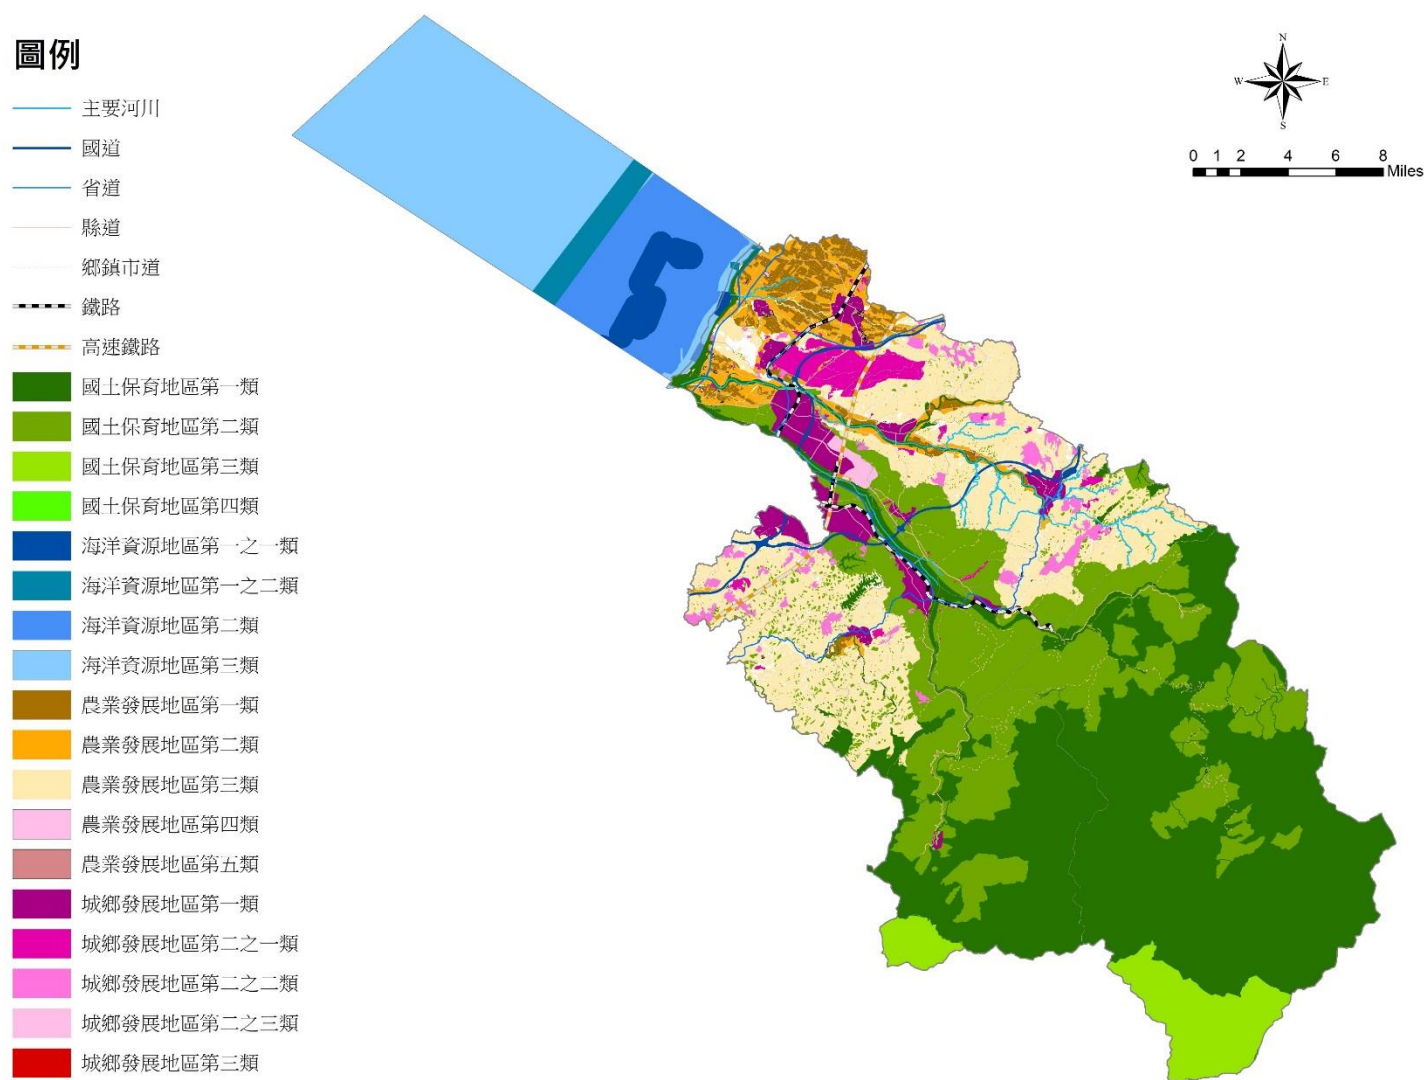 圖例
主要河川
國道
省道
縣道
鄉鎮市道
鐵路
高速鐵路
國土保育地區第一類
國土保育地區第二類
國土保育地區第三類
國土保育地區第四類
海洋資源地區第一之一類
海洋資源地區第一之二類
海洋資源地區第二類
海洋資源地區第三類
農業發展地區第一類
農業發展地區第二類
農業發展地區第三類
農業發展地區第四類
農業發展地區第五類
城鄉發展地區第一類
城鄉發展地區第二之一類
城鄉發展地區第二之二類
城鄉發展地區第二之三類
城鄉發展地區第三類
N
W E
S
0 1 2 4 6 8
Miles